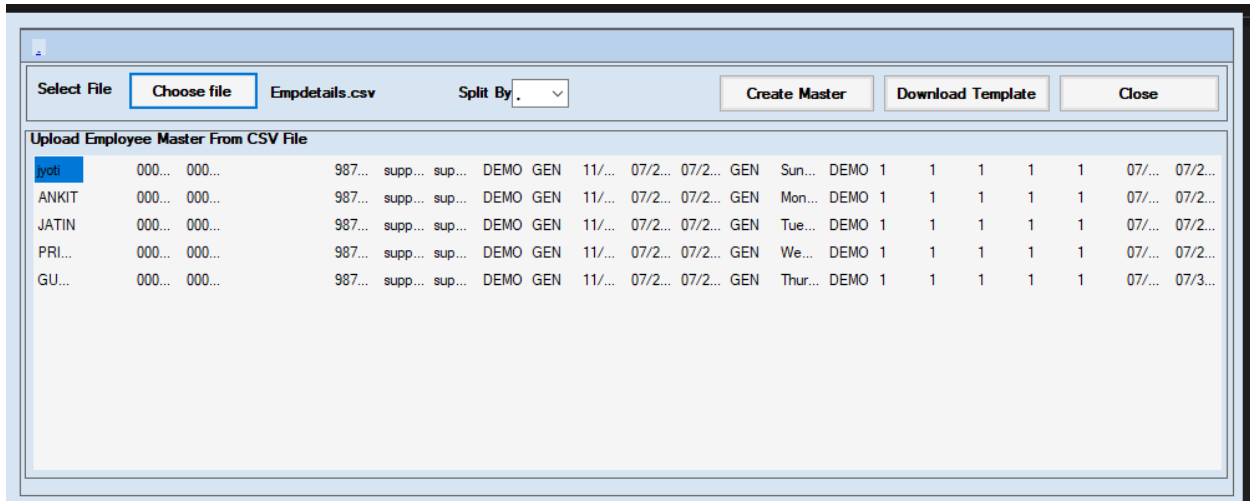 .
Select File Choose file Empdetails.csv Split By . Create Master Download Template Close
Upload Employee Master From CSV File
jyoti 000... 000... 987... supp... sup... DEMO GEN 11/... 07/2... 07/2... GEN Sun... DEMO 1 1 1 1 1 07/... 07/2...
ANKIT 000... 000... 987... supp... sup... DEMO GEN 11/... 07/2... 07/2... GEN Mon... DEMO 1 1 1 1 1 07/... 07/2...
JATIN 000... 000... 987... supp... sup... DEMO GEN 11/... 07/2... 07/2... GEN Tue... DEMO 1 1 1 1 1 07/... 07/2...
PRI... 000... 000... 987... supp... sup... DEMO GEN 11/... 07/2... 07/2... GEN We... DEMO 1 1 1 1 1 07/... 07/2...
GU... 000... 000... 987... supp... sup... DEMO GEN 11/... 07/2... 07/2... GEN Thur... DEMO 1 1 1 1 1 07/... 07/3...